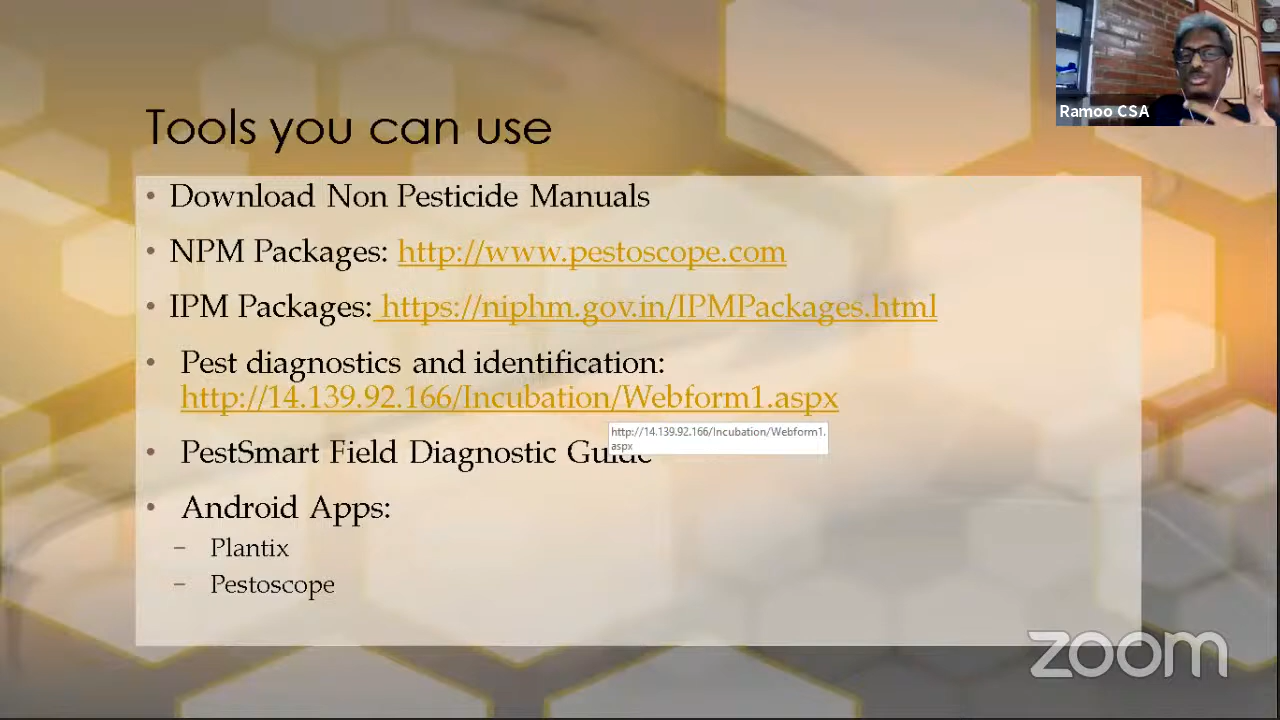 Ramoo CSA
Tools you can use
• Download Non Pesticide Manuals
• NPM Packages: http://www.pestoscope.com
• IPM Packages: https://niphm.gov.in/IPMPackages.html
• Pest diagnostics and identification:
http://14.139.92.166/Incubation/Webform1.aspx
http://14.139.92.166/Incubation/Webform1.
aspx
• PestSmart Field Diagnostic Guide
• Android Apps:
– Plantix
– Pestoscope
zoom